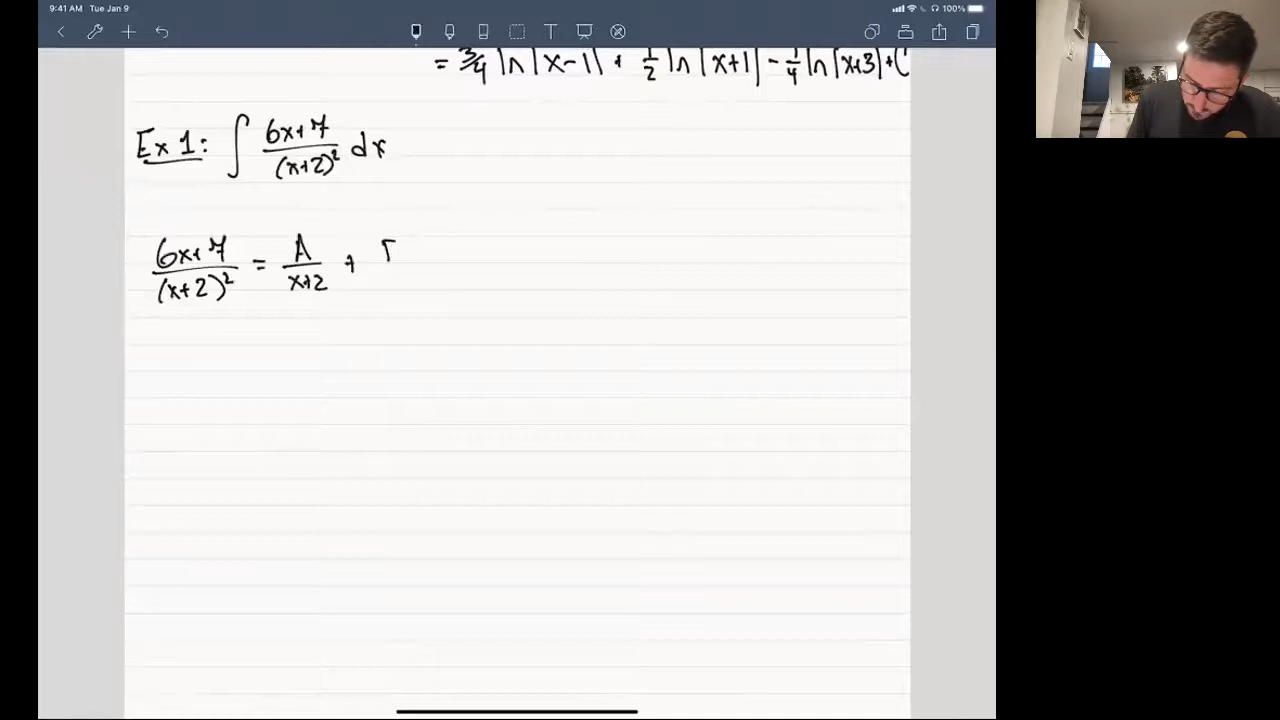 9:41 AM Tue Jan 9 100%
= 3/4 ln|x-1| + 1/2 ln|x+1| - 1/4 ln|x+3| + C
Ex 1: ∫ (6x+7)/(x+2)² dx
(6x+7)/(x+2)² = A/(x+2) +